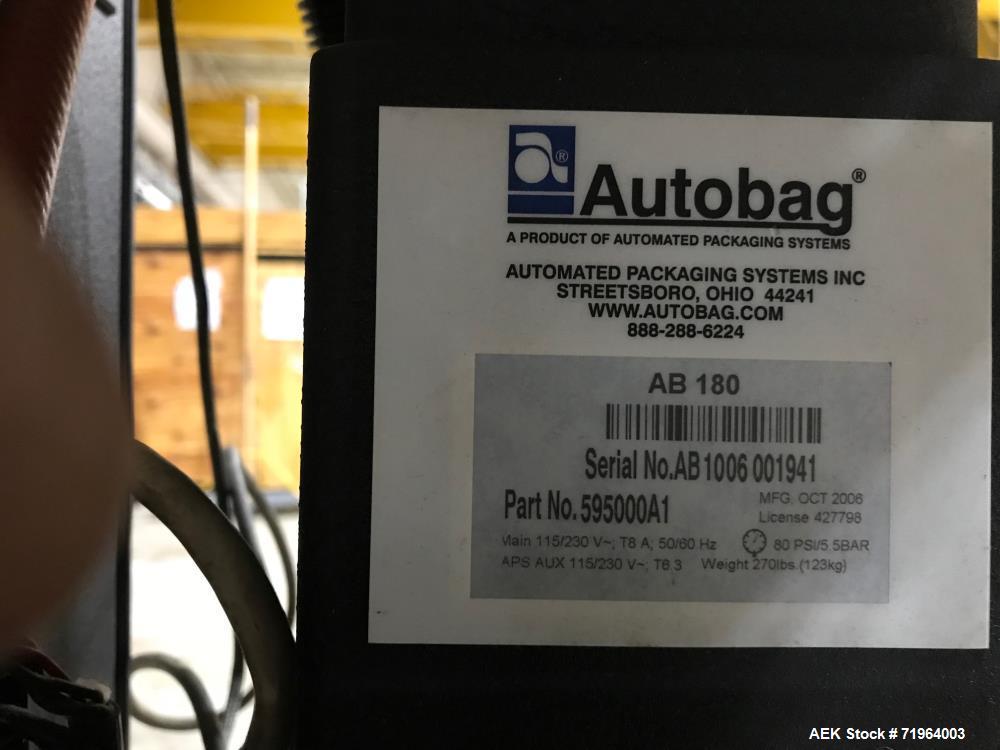 a®
Autobag®
A PRODUCT OF AUTOMATED PACKAGING SYSTEMS
AUTOMATED PACKAGING SYSTEMS INC
STREETSBORO, OHIO 44241
WWW.AUTOBAG.COM
888-288-6224
AB 180
Serial No.AB1006 001941
Part No. 595000A1
MFG. OCT 2006
License 427798
Main 115/230 V~; T8 A; 50/60 Hz
80 PSI/5.5BAR
APS AUX 115/230 V~; T6.3
Weight 270lbs.(123kg)
AEK Stock # 71964003